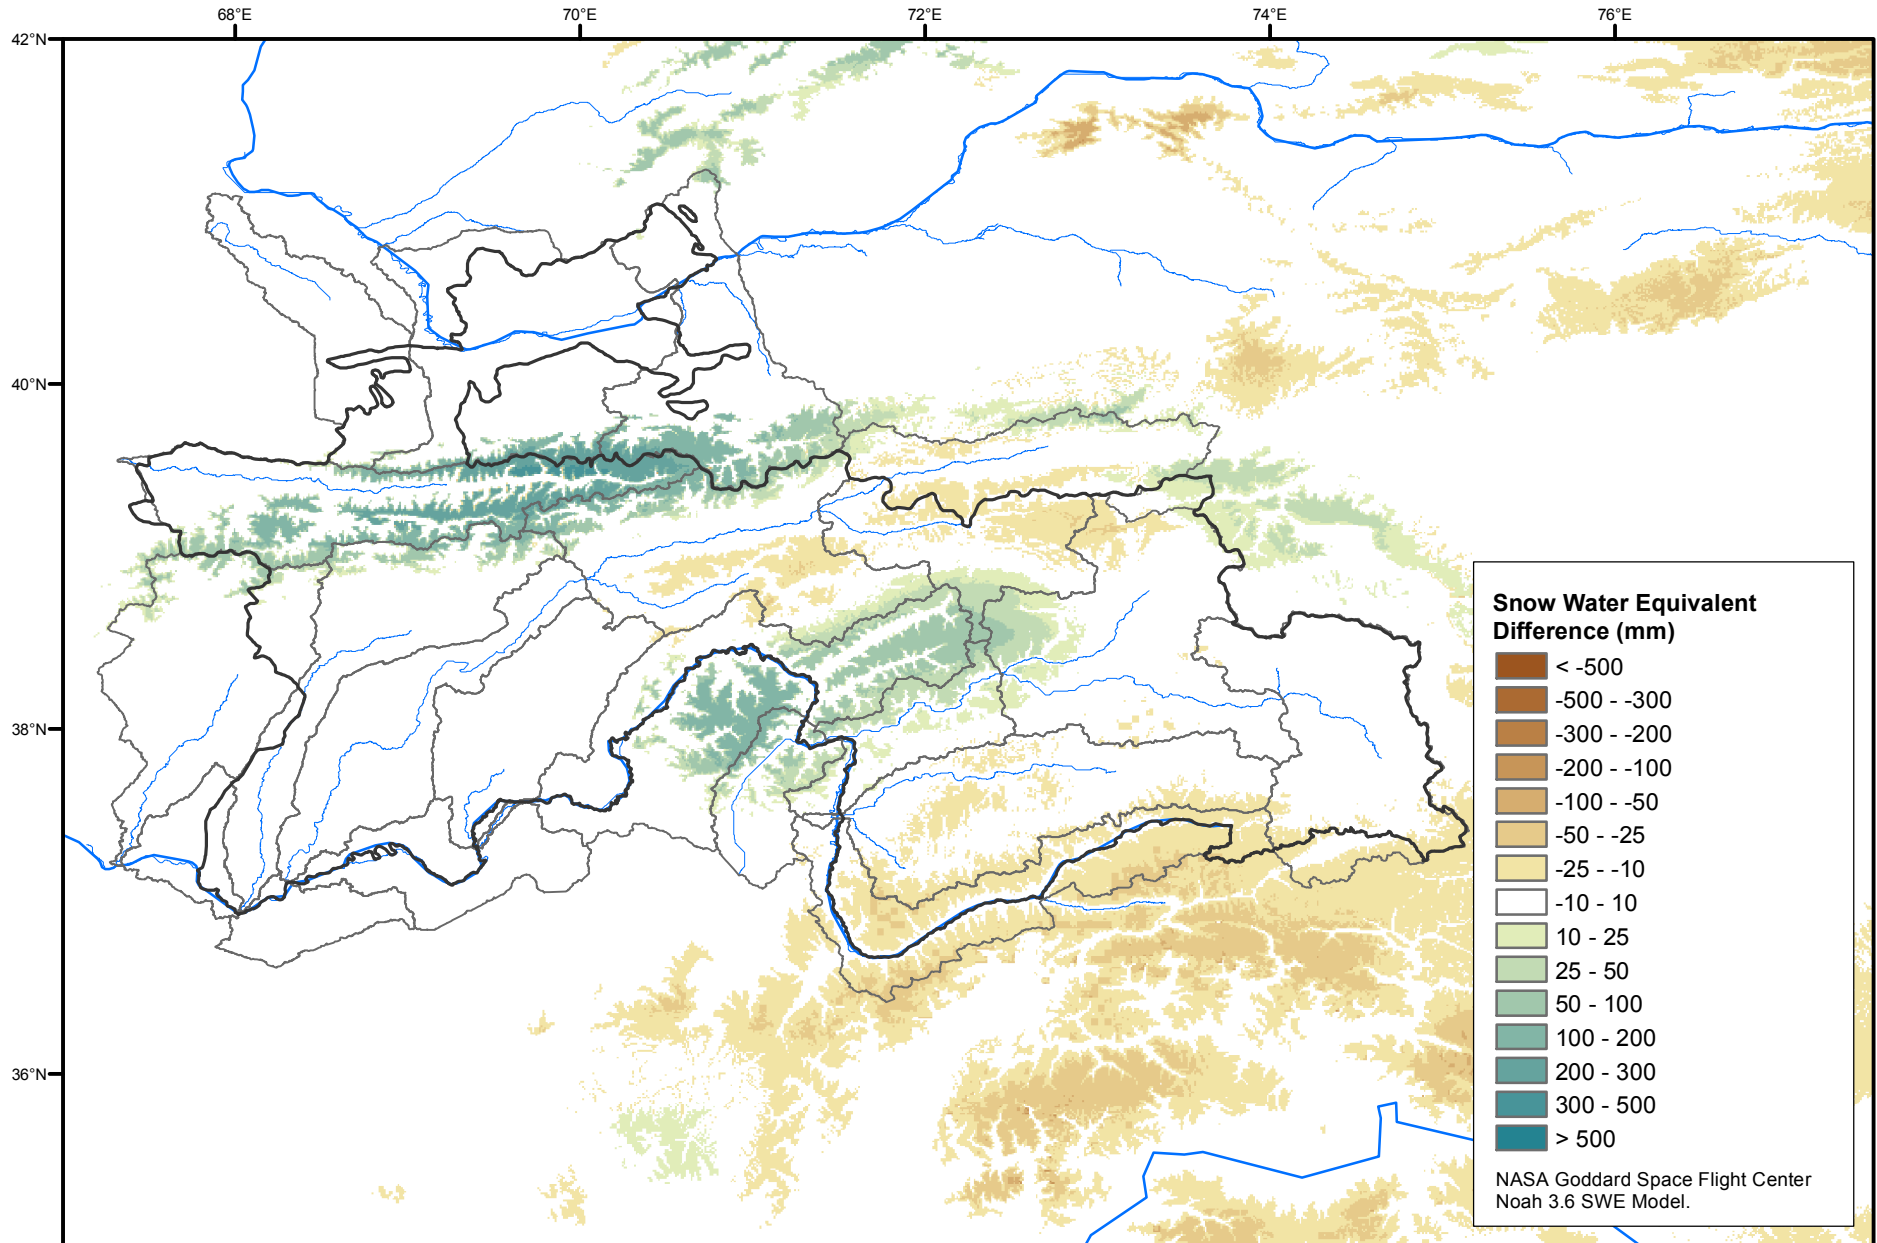 68°E
70°E
72°E
74°E
76°E
42°N
40°N
38°N
36°N
Snow Water Equivalent
Difference (mm)
< -500
-500 - -300
-300 - -200
-200 - -100
-100 - -50
-50 - -25
-25 - -10
-10 - 10
10 - 25
25 - 50
50 - 100
100 - 200
200 - 300
300 - 500
> 500
NASA Goddard Space Flight Center
Noah 3.6 SWE Model.